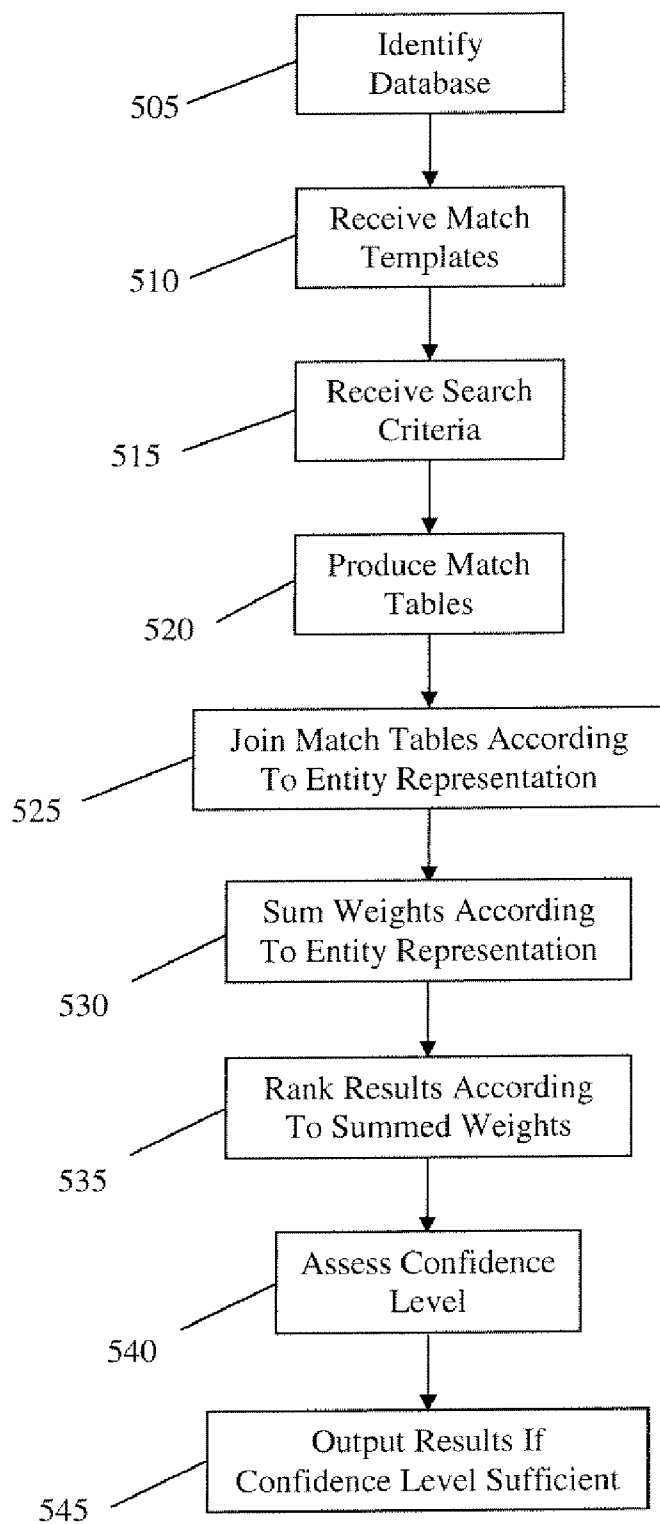 Identify
Database
505
Receive Match
Templates
510
Receive Search
Criteria
515
Produce Match
Tables
520
Join Match Tables According
To Entity Representation
525
Sum Weights According
To Entity Representation
530
Rank Results According
To Summed Weights
535
Assess Confidence
Level
540
Output Results If
Confidence Level Sufficient
545